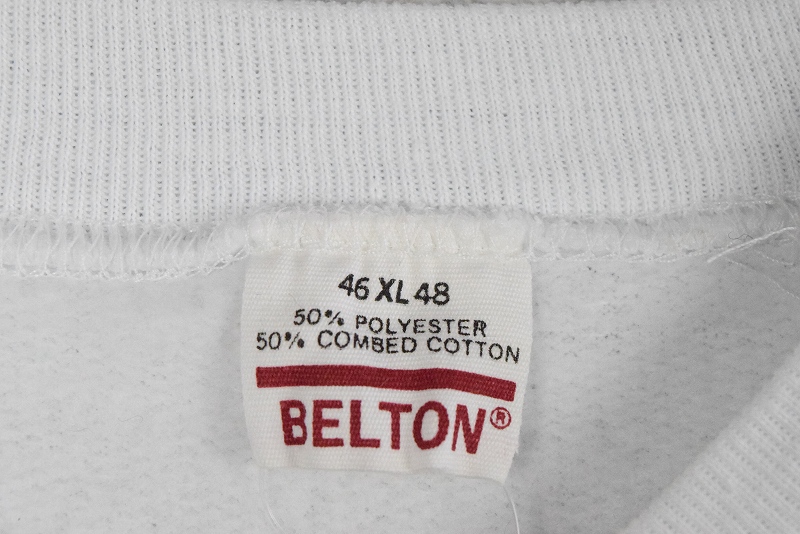 46 XL 48
50% POLYESTER
50% COMBED COTTON
BELTON®